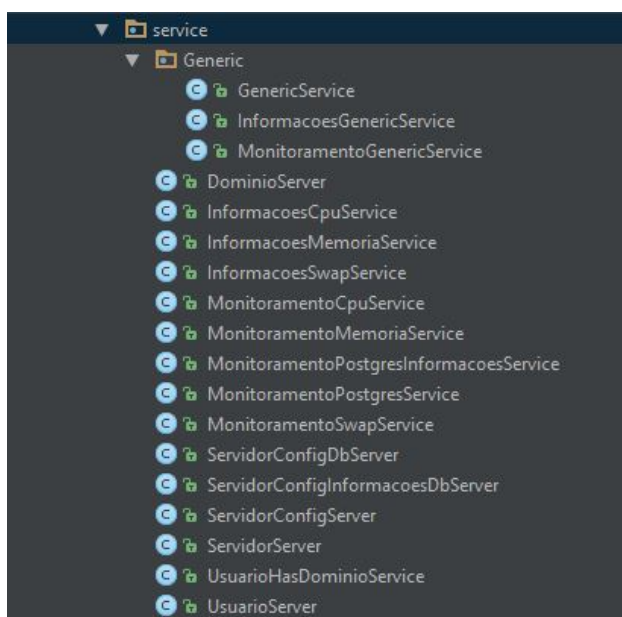 service
Generic
GenericService
InformacoesGenericService
MonitoramentoGenericService
DominioServer
InformacoesCpuService
InformacoesMemoriaService
InformacoesSwapService
MonitoramentoCpuService
MonitoramentoMemoriaService
MonitoramentoPostgresInformacoesService
MonitoramentoPostgresService
MonitoramentoSwapService
ServidorConfigDbServer
ServidorConfigInformacoesDbServer
ServidorConfigServer
ServidorServer
UsuarioHasDominioService
UsuarioServer